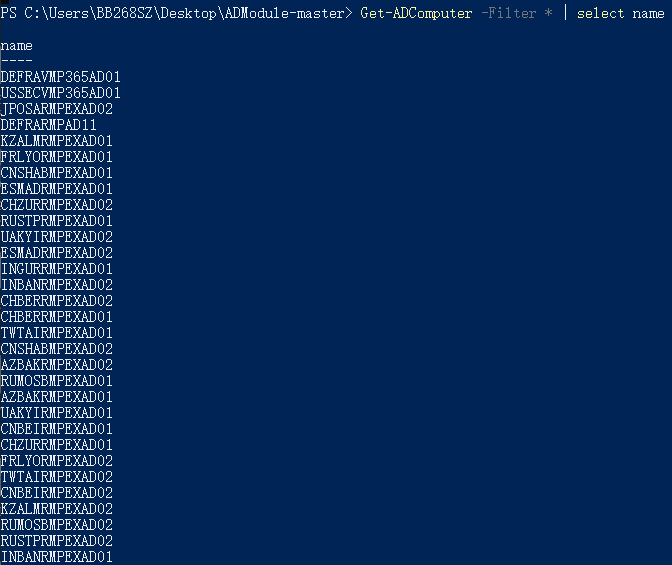 PS C:\Users\BB268SZ\Desktop\ADModule-master> Get-ADComputer -Filter * | select name
name
----
DEFRAVMP365AD01
USSECVMP365AD01
JPOSARMPEXAD02
DEFRARMPAD11
KZALMRMPEXAD01
FRLYORMPEXAD01
CNSHABMPEXAD01
ESMADRMPEXAD01
CHZURRMPEXAD02
RUSTPRMPEXAD01
UAKYIRMPEXAD02
ESMADRMPEXAD02
INGURRMPEXAD01
INBANRMPEXAD02
CHBERRMPEXAD02
CHBERRMPEXAD01
TWTAIRMPEXAD01
CNSHABMPEXAD02
AZBAKRMPEXAD02
RUMOSBMPEXAD01
AZBAKRMPEXAD01
UAKYIRMPEXAD01
CNBEIRMPEXAD01
CHZURRMPEXAD01
FRLYORMPEXAD02
TWTAIRMPEXAD02
CNBEIRMPEXAD02
KZALMRMPEXAD02
RUMOSBMPEXAD02
RUSTPRMPEXAD02
INBANRMPEXAD01